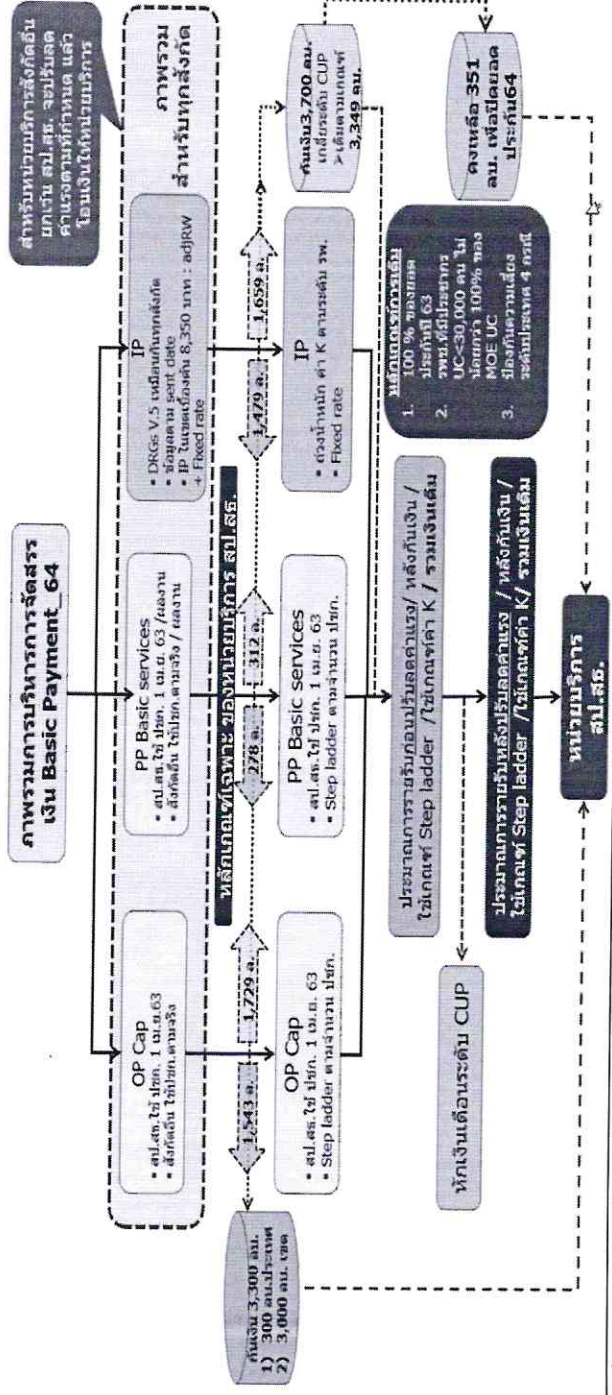 ภาพรวมการบริหารการจัดสรร
เงิน Basic Payment_64
สำหรับหน่วยบริการสังกัดอื่น
ยกเว้น สป.สธ. จะปรับลด
ค่าแรงตามที่กำหนด แล้ว
โอนเงินให้หน่วยบริการ
OP Cap
• สป.สธ.ใช้ ปชก. 1 เม.ย.63
• สังกัดอื่น ใช้ปชก.ตามจริง
PP Basic services
• สป.สธ.ใช้ ปชก. 1 เม.ย. 63 /ผลงาน
• สังกัดอื่น ใช้ปชก.ตามจริง / ผลงาน
IP
• DRGs V.5 เหมือนกันทุกสังกัด
• ข้อมูลตาม sent date
• IP ในเขตเบื้องต้น 8,350 บาท : adjRW
+ Fixed rate
ภาพรวม
สำหรับทุกสังกัด
หลักเกณฑ์เฉพาะ ของหน่วยบริการ สป.สธ.
1,543 ล.
1,729 ล.
278 ล.
312 ล.
1,479 ล.
1,659 ล.
กันเงิน 3,300 ลบ.
1) 300 ลบ.ประเทศ
2) 3,000 ลบ. เขต
OP Cap
• สป.สธ.ใช้ ปชก. 1 เม.ย. 63
• Step ladder ตามจำนวน ปชก.
PP Basic services
• สป.สธ.ใช้ ปชก. 1 เม.ย. 63
• Step ladder ตามจำนวน ปชก.
IP
• ถ่วงน้ำหนัก ค่า K ตามระดับ รพ.
• Fixed rate
กันเงิน3,700 ลบ.
เกลี่ยระดับ CUP
➢เติมตามเกณฑ์
3,349 ลบ.
ประมาณการรายรับก่อนปรับลดค่าแรง/ หลังกันเงิน /
ใช้เกณฑ์ Step ladder /ใช้เกณฑ์ค่า K / รวมเงินเติม
หลักเกณฑ์การเติม
1. 100 % ของยอด
ประกันปี 63
2. รพช.ที่มีประชากร
UC<30,000 คน ไม่
น้อยกว่า 100% ของ
MOE UC
3. ป้องกันความเสี่ยง
ระดับประเทศ 4 กรณี
คงเหลือ 351
ลบ. เพื่อปิดยอด
ประกัน64
หักเงินเดือนระดับ CUP
ประมาณการรายรับหลังปรับลดค่าแรง / หลังกันเงิน /
ใช้เกณฑ์ Step ladder /ใช้เกณฑ์ค่า K/ รวมเงินเติม
หน่วยบริการ
สป.สธ.